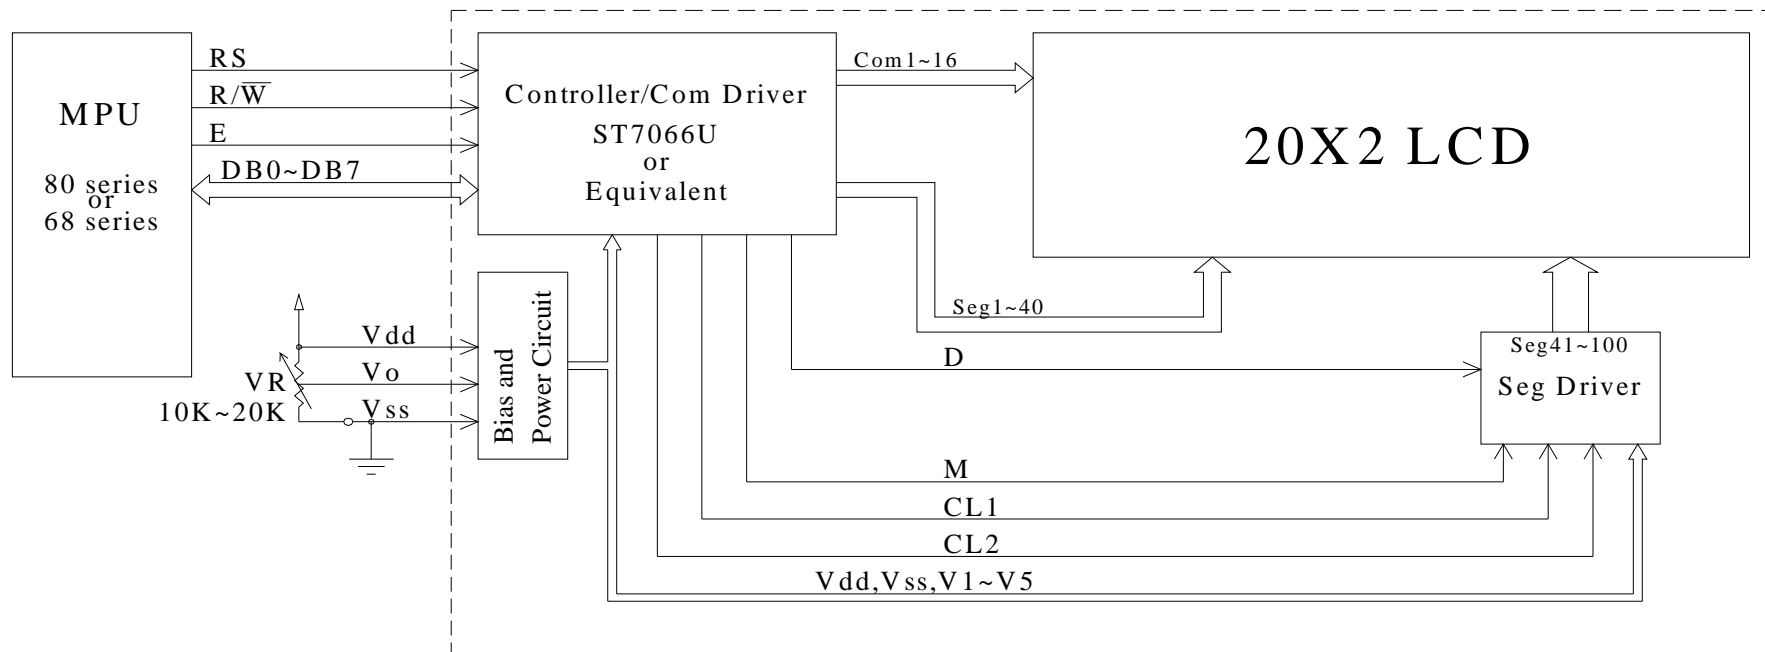 MPU
80 series
or
68 series
RS
R/W̅
E
DB0~DB7
Controller/Com Driver
ST7066U
or
Equivalent
Com1~16
20X2 LCD
Seg1~40
Seg41~100
Seg Driver
Vdd
Vo
Vss
VR
10K~20K
Bias and
Power Circuit
D
M
CL1
CL2
Vdd,Vss,V1~V5